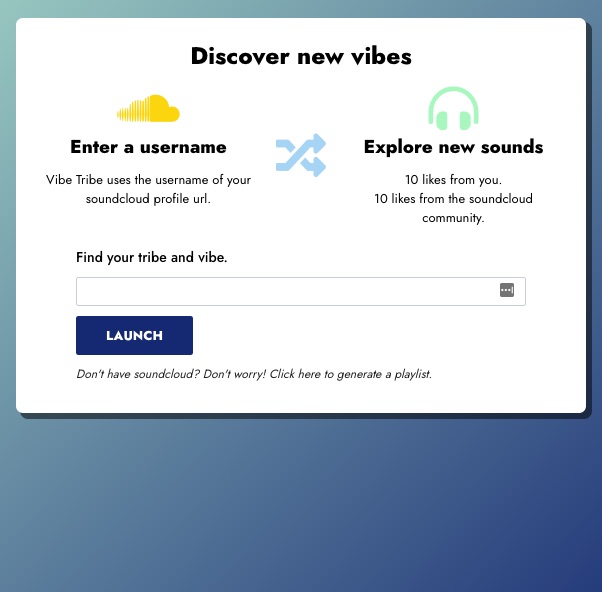 Discover new vibes
Enter a username
Vibe Tribe uses the username of your
soundcloud profile url.
Explore new sounds
10 likes from you.
10 likes from the soundcloud
community.
Find your tribe and vibe.
LAUNCH
Don't have soundcloud? Don't worry! Click here to generate a playlist.